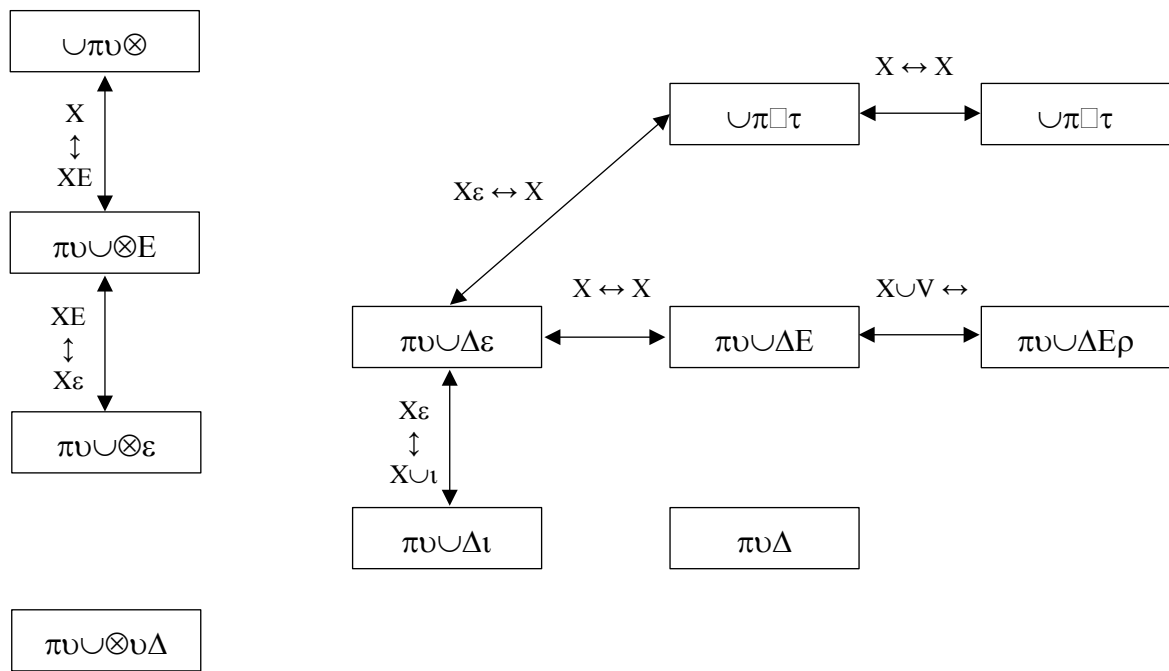 ∪πυ⊗
X
↕
XE
πυ∪⊗E
XE
↕
Xε
πυ∪⊗ε
πυ∪⊗υΔ
X ↔ X
∪π□τ
∪π□τ
Xε ↔ X
X ↔ X
X∪V ↔
πυ∪Δε
πυ∪ΔE
πυ∪ΔEρ
Xε
↕
X∪ι
πυ∪Δι
πυΔ